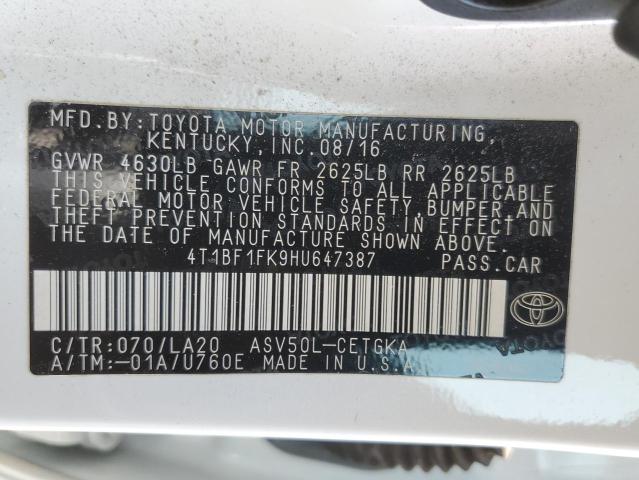 MFD.BY:TOYOTA MOTOR MANUFACTURING,
KENTUCKY,INC. 08/16
GVWR 4630LB GAWR FR 2625LB RR 2625LB
THIS VEHICLE CONFORMS TO ALL APPLICABLE
FEDERAL MOTOR VEHICLE SAFETY,BUMPER,AND
THEFT PREVENTION STANDARDS IN EFFECT ON
THE DATE OF MANUFACTURE SHOWN ABOVE.
4T1BF1FK9HU647387 PASS.CAR
C/TR:070/LA20 ASV50L-CETGKA
A/TM:-01A/U760E MADE IN U.S.A